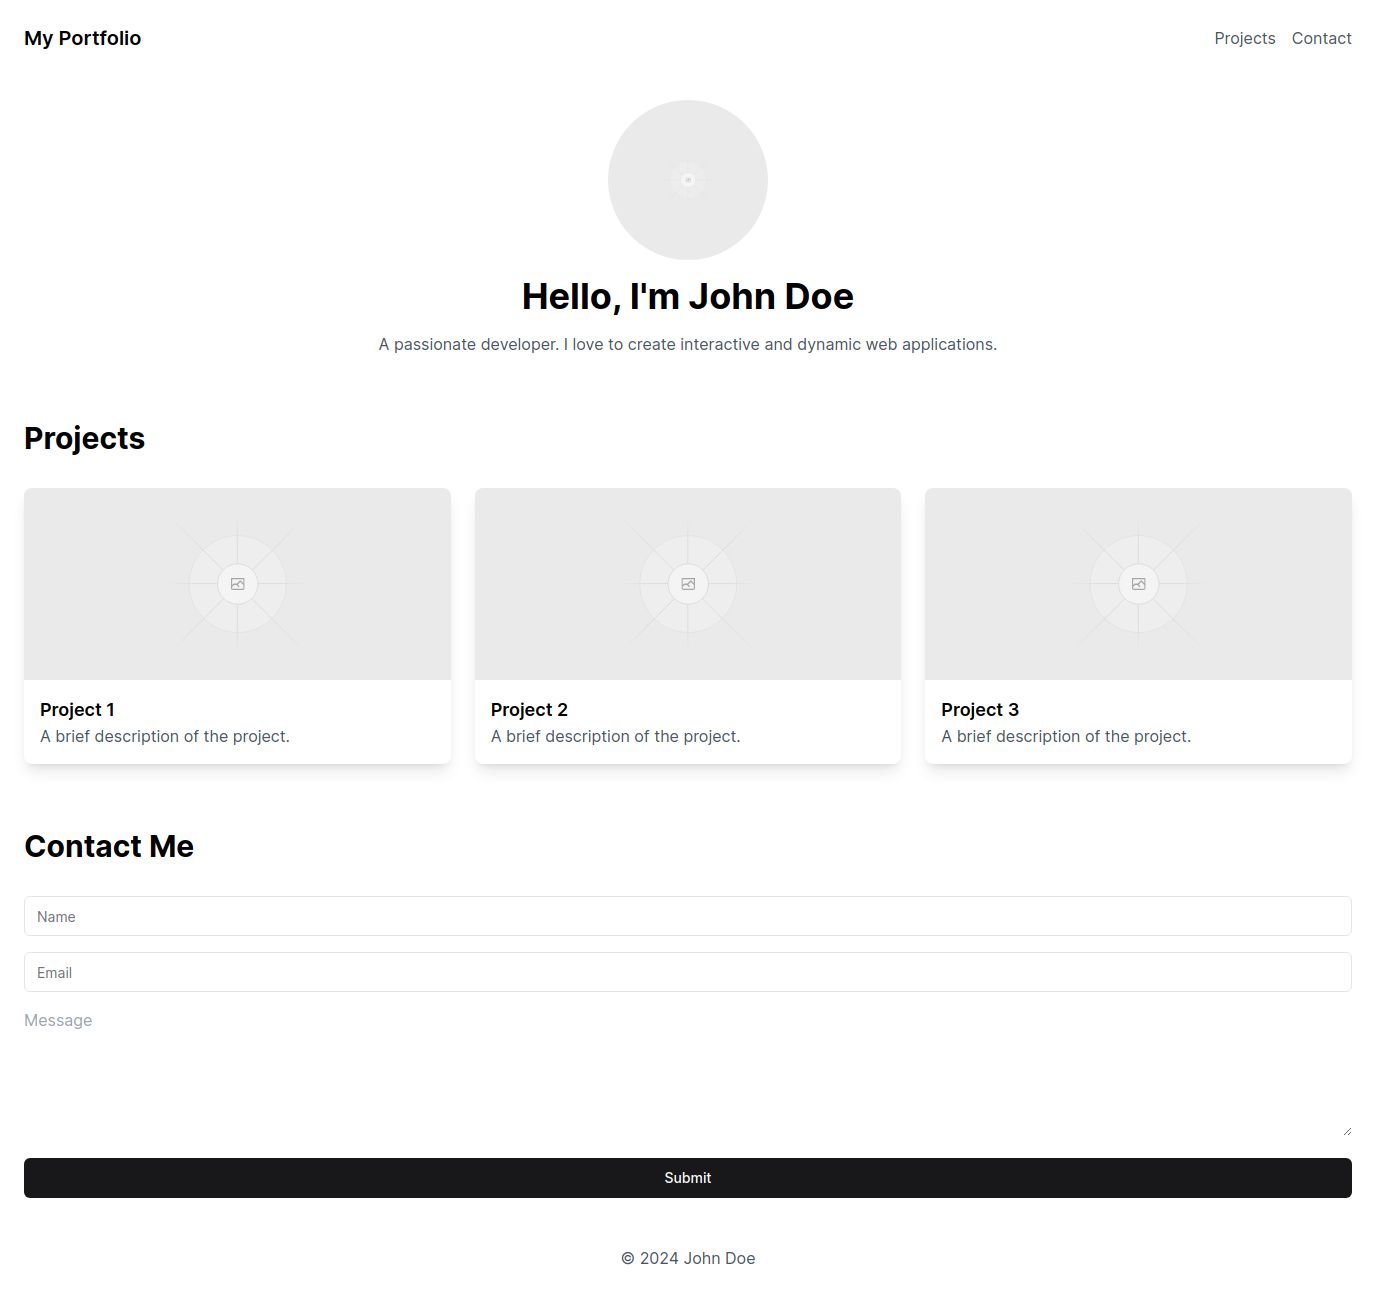 My Portfolio
Projects Contact
Hello, I'm John Doe
A passionate developer. I love to create interactive and dynamic web applications.
Projects
Project 1
A brief description of the project.
Project 2
A brief description of the project.
Project 3
A brief description of the project.
Contact Me
Name
Email
Message
Submit
© 2024 John Doe